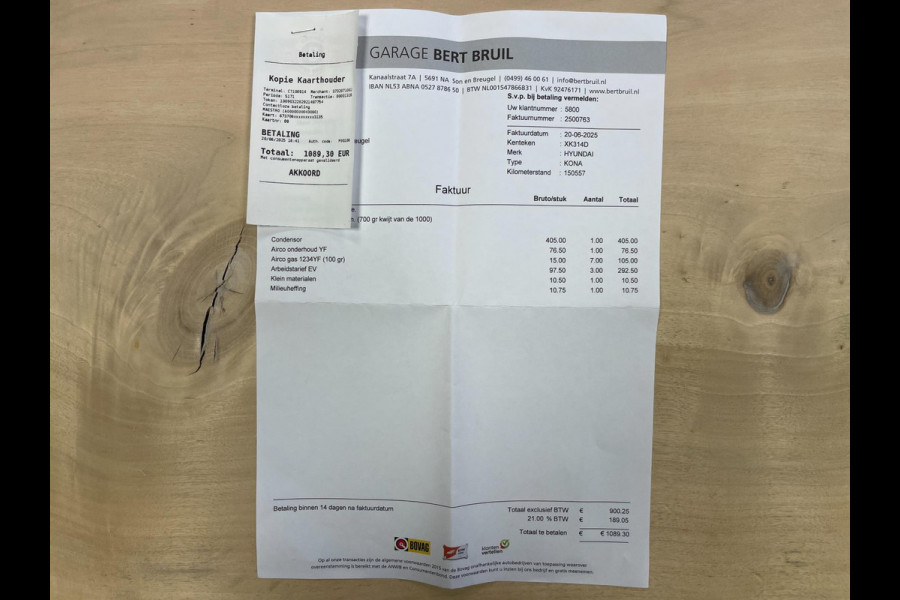 Betaling
Kopie Kaarthouder
Contactloze betaling
BETALING
Totaal: 1089,30 EUR
AKKOORD
GARAGE BERT BRUIL
Kanaalstraat 7A | 5691 NA Son en Breugel | (0499) 46 00 61 | info@bertbruil.nl
IBAN NL53 ABNA 0527 8786 50 | BTW NL001547866B31 | KvK 92476171 | www.bertbruil.nl
S.v.p. bij betaling vermelden:
Uw klantnummer : 5800
Faktuurnummer : 2500763
Faktuurdatum : 20-06-2025
Kenteken : XK314D
Merk : HYUNDAI
Type : KONA
Kilometerstand : 150557
eugel
Faktuur
Bruto/stuk Aantal Totaal
(700 gr kwijt van de 1000)
Condensor 405.00 1.00 405.00
Airco onderhoud YF 76.50 1.00 76.50
Airco gas 1234YF (100 gr) 15.00 7.00 105.00
Arbeidstarief EV 97.50 3.00 292.50
Klein materialen 10.50 1.00 10.50
Milieuheffing 10.75 1.00 10.75
Betaling binnen 14 dagen na faktuurdatum
Totaal exclusief BTW € 900.25
21.00 % BTW € 189.05
Totaal te betalen € € 1089.30
BOVAG
klanten vertellen